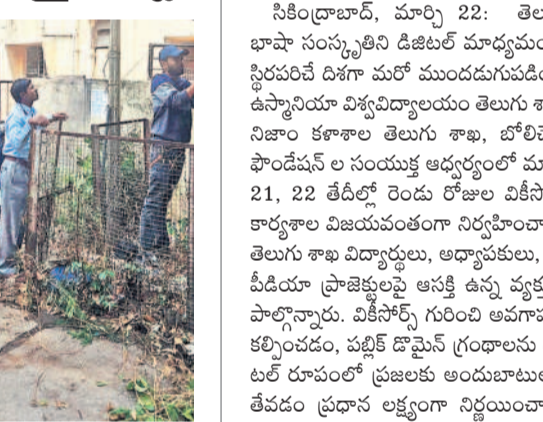 సికింద్రాబాద్, మార్చి 22: తెలు
భాషా సంస్కృతిని డిజిటల్ మాధ్యమం
స్థిరపరిచే దిశగా మరో ముందడుగుపడిం
ఉస్మానియా విశ్వవిద్యాలయం తెలుగు శా
నిజాం కళాశాల తెలుగు శాఖ, బోలిచే
ఫౌండేషన్ ల సంయుక్త ఆధ్వర్యంలో మా
21, 22 తేదీల్లో రెండు రోజుల వికీసో
కార్యశాల విజయవంతంగా నిర్వహించా
తెలుగు శాఖ విద్యార్థులు, అధ్యాపకులు,
పీడియా ప్రాజెక్టులపై ఆసక్తి ఉన్న వ్యక్త
పాల్గొన్నారు. వికీసోర్స్ గురించి అవగాహ
కల్పించడం, పబ్లిక్ డొమైన్ గ్రంథాలను
టల్ రూపంలో ప్రజలకు అందుబాటుల
తేవడం ప్రధాన లక్ష్యంగా నిర్ణయించా